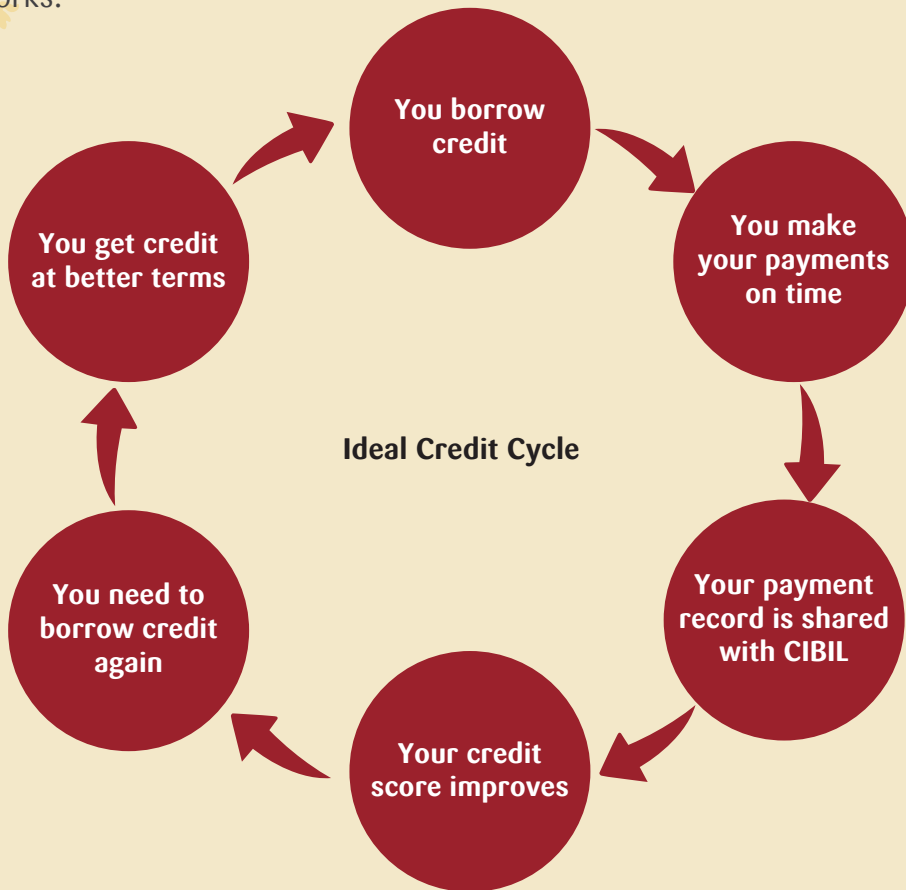 You borrow
credit
You make
your payments
on time
Your payment
record is shared
with CIBIL
Your credit
score improves
You need to
borrow credit
again
You get credit
at better terms
Ideal Credit Cycle